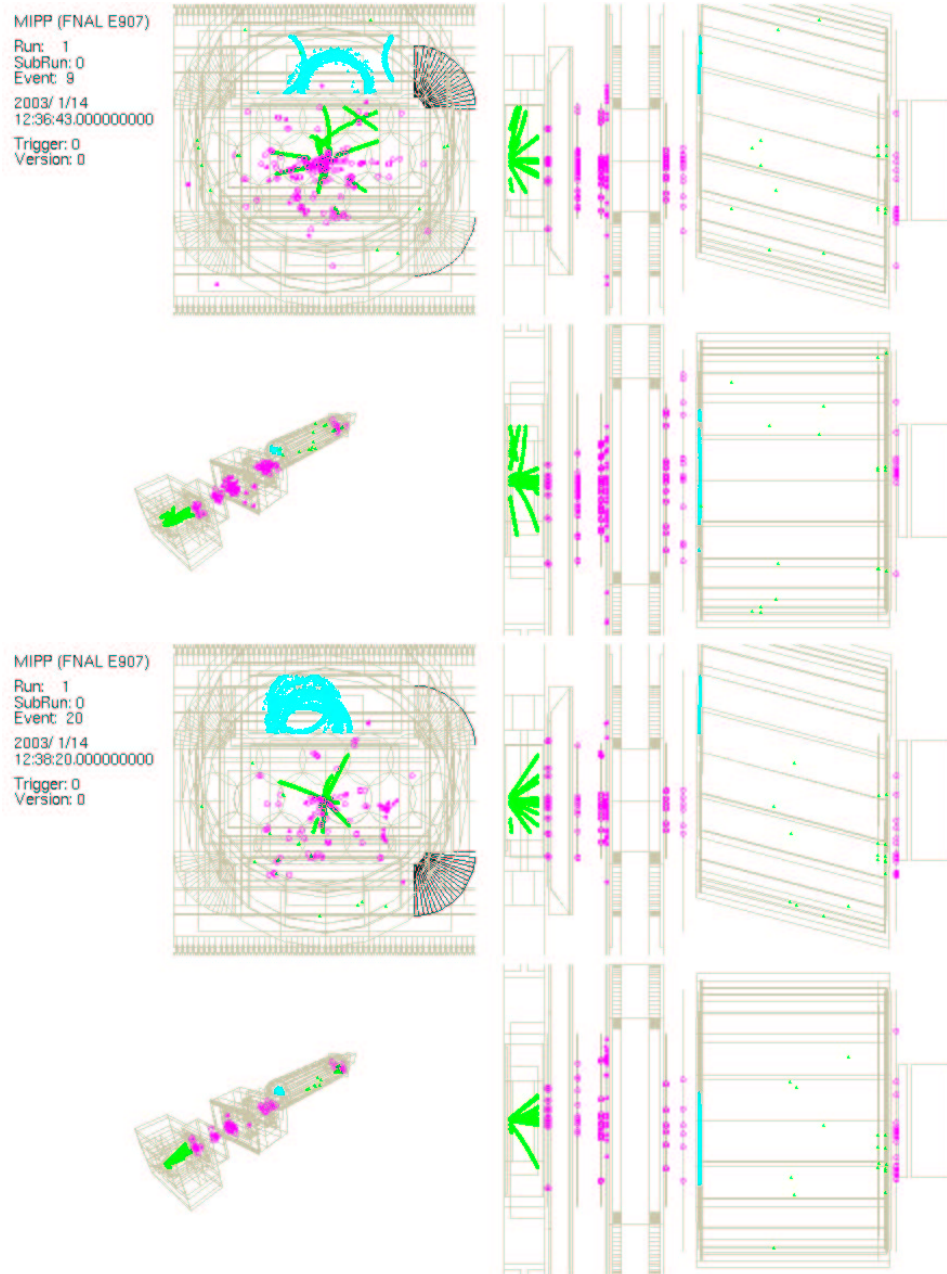 MIPP (FNAL E907)
Run: 1
SubRun: 0
Event: 9
2003/ 1/14
12:36:43.000000000
Trigger: 0
Version: 0
MIPP (FNAL E907)
Run: 1
SubRun: 0
Event: 20
2003/ 1/14
12:38:20.000000000
Trigger: 0
Version: 0